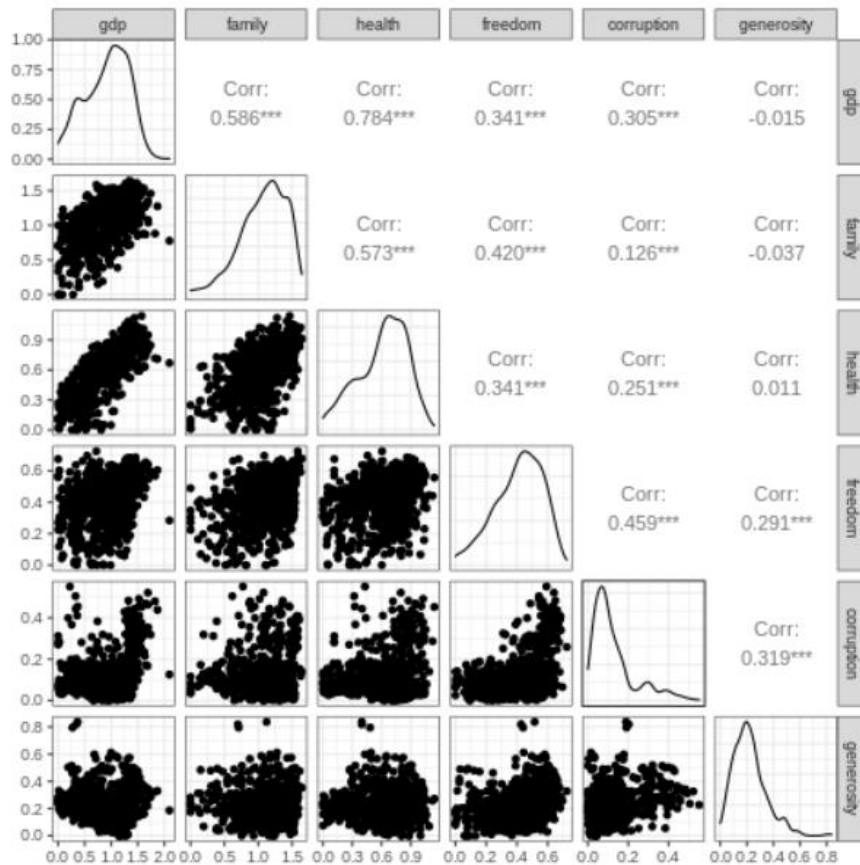 gdp family health freedom corruption generosity
1.00
0.75
0.50
0.25
0.00
Corr:
0.586***
Corr:
0.784***
Corr:
0.341***
Corr:
0.305***
Corr:
-0.015
gdp
1.5
1.0
0.5
0.0
Corr:
0.573***
Corr:
0.420***
Corr:
0.126***
Corr:
-0.037
family
0.9
0.6
0.3
0.0
Corr:
0.341***
Corr:
0.251***
Corr:
0.011
health
0.6
0.4
0.2
0.0
Corr:
0.459***
Corr:
0.291***
freedom
0.4
0.2
0.0
Corr:
0.319***
corruption
0.8
0.6
0.4
0.2
0.0
generosity
0.0 0.5 1.0 1.5 2.0 0.0 0.5 1.0 1.5 0.0 0.3 0.6 0.9 0.0 0.2 0.4 0.6 0.0 0.2 0.4 0.0 0.2 0.4 0.6 0.8